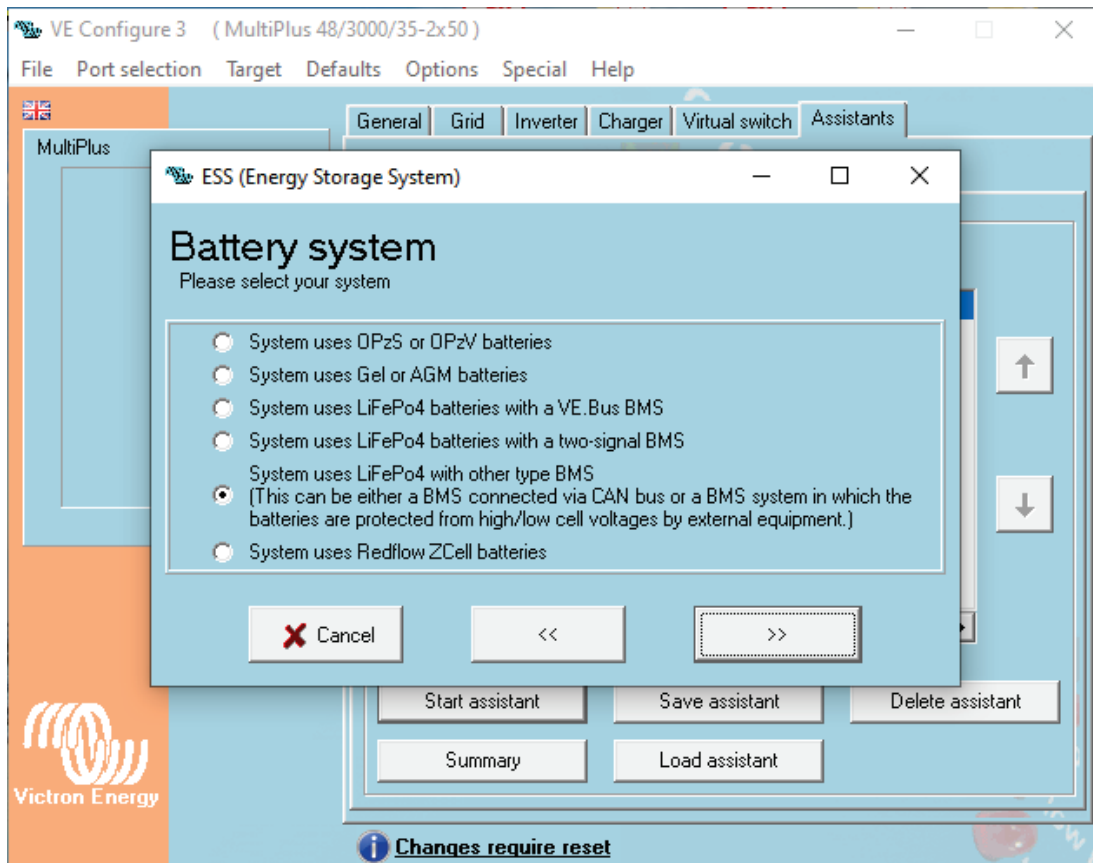 VE Configure 3 ( MultiPlus 48/3000/35-2x50 )
File Port selection Target Defaults Options Special Help
General Grid Inverter Charger Virtual switch Assistants
MultiPlus
ESS (Energy Storage System)
Battery system
Please select your system
System uses OPzS or OPzV batteries
System uses Gel or AGM batteries
System uses LiFePo4 batteries with a VE.Bus BMS
System uses LiFePo4 batteries with a two-signal BMS
System uses LiFePo4 with other type BMS
(This can be either a BMS connected via CAN bus or a BMS system in which the
batteries are protected from high/low cell voltages by external equipment.)
System uses Redflow ZCell batteries
Cancel << >>
Start assistant Save assistant Delete assistant
Summary Load assistant
Victron Energy
Changes require reset